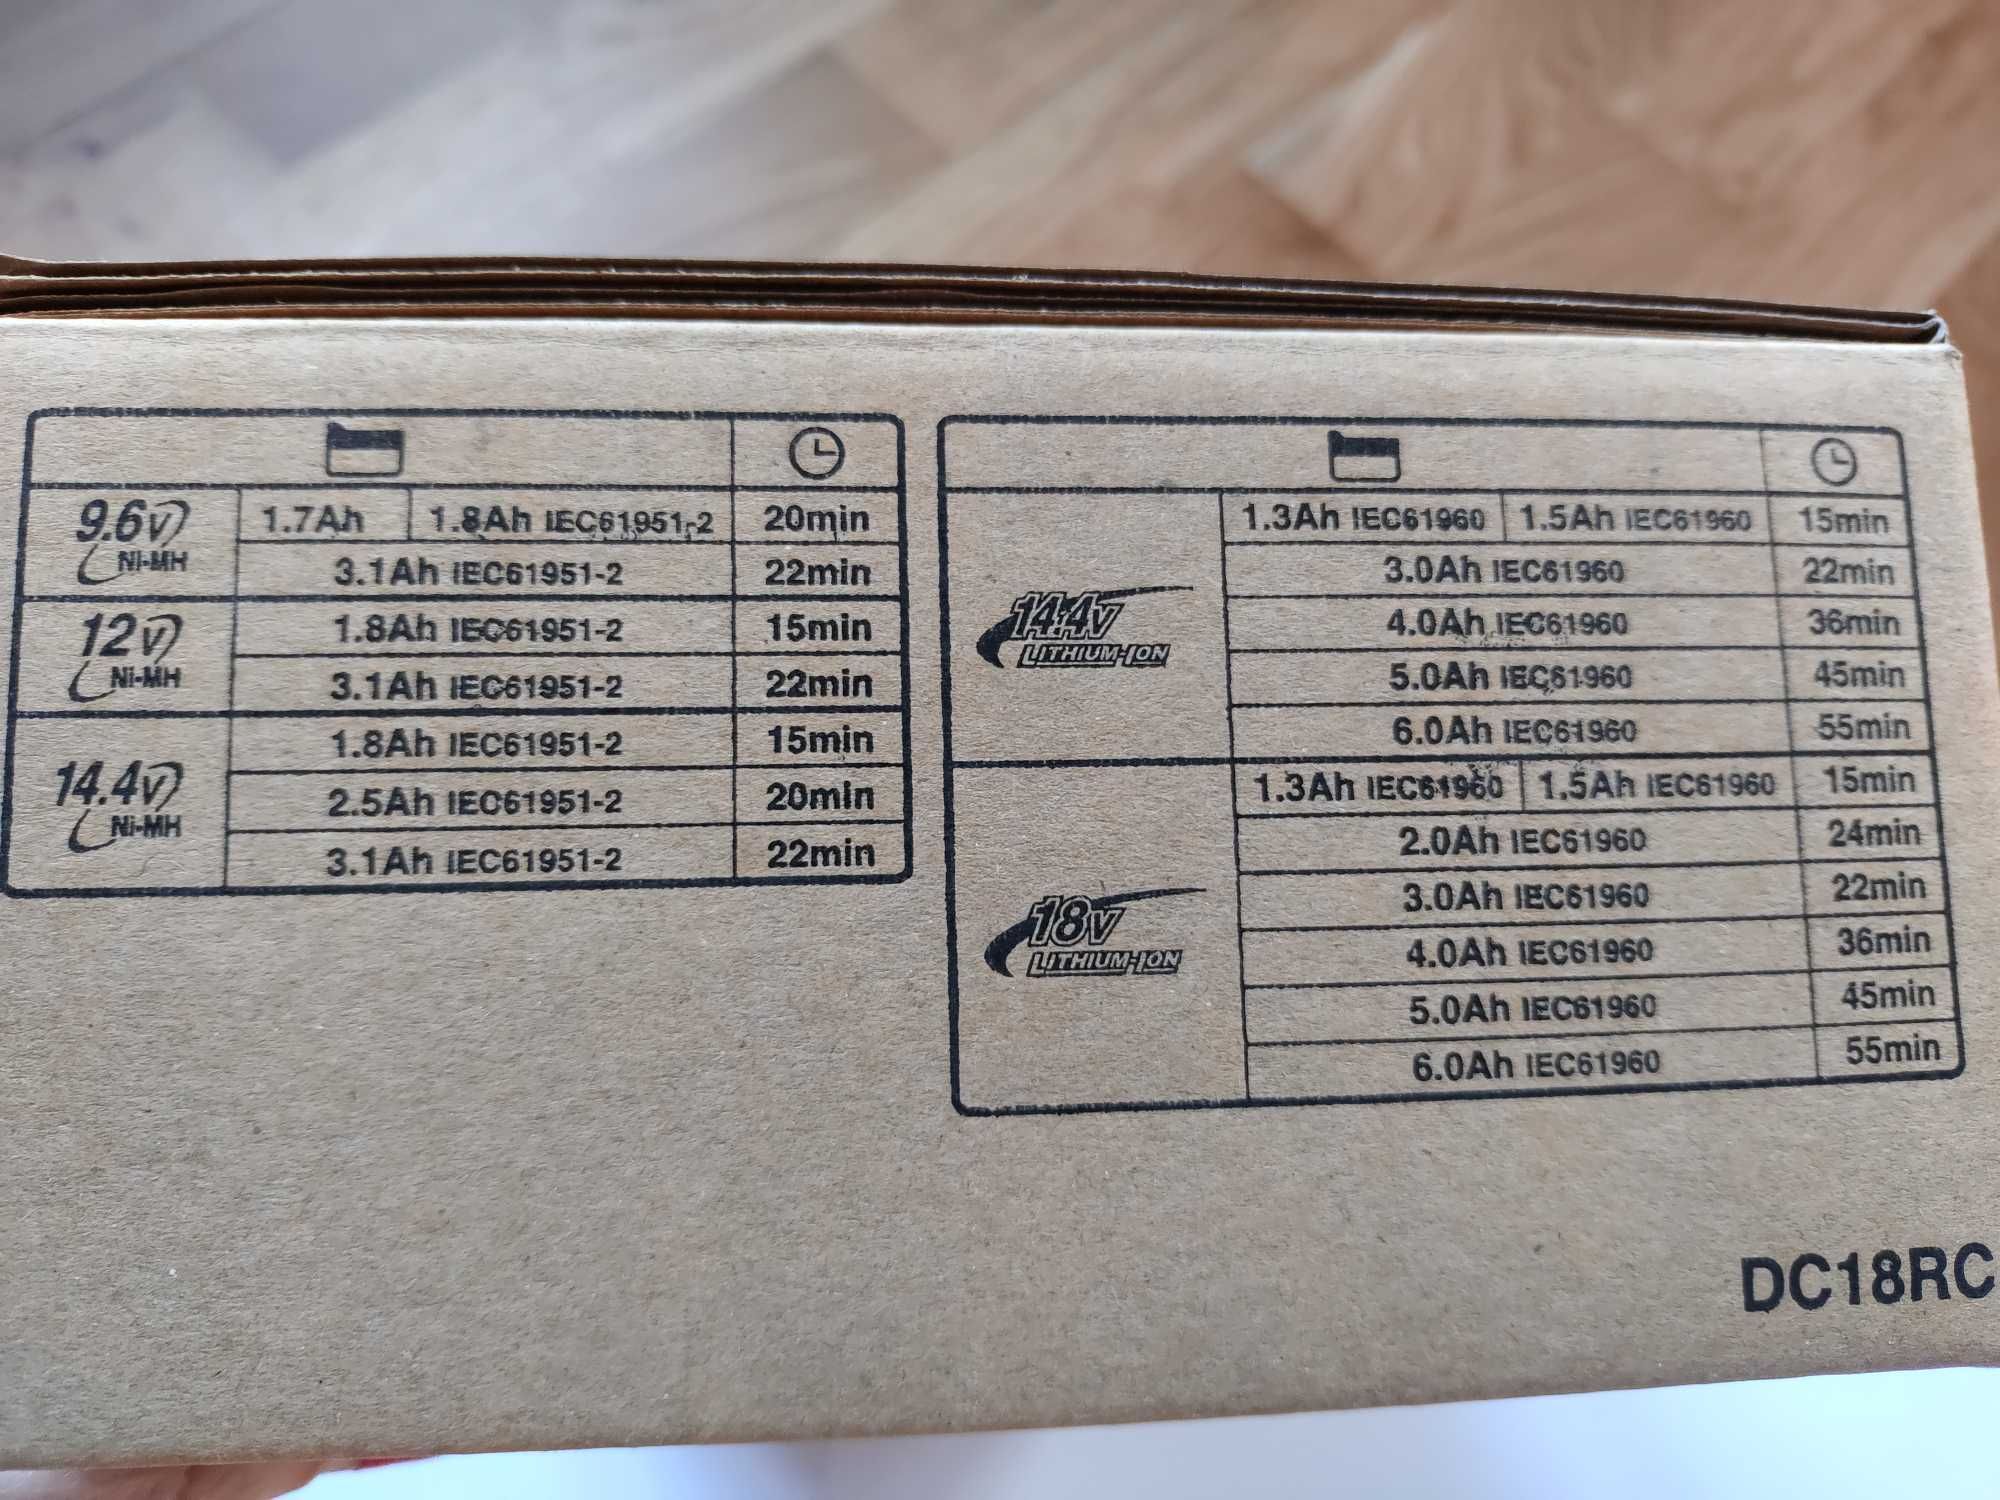 9.6V Ni-MH
1.7Ah 1.8Ah IEC61951-2 20min
3.1Ah IEC61951-2 22min
12V Ni-MH
1.8Ah IEC61951-2 15min
3.1Ah IEC61951-2 22min
14.4V Ni-MH
1.8Ah IEC61951-2 15min
2.5Ah IEC61951-2 20min
3.1Ah IEC61951-2 22min
14.4V LITHIUM-ION
1.3Ah IEC61960 1.5Ah IEC61960 15min
3.0Ah IEC61960 22min
4.0Ah IEC61960 36min
5.0Ah IEC61960 45min
6.0Ah IEC61960 55min
18V LITHIUM-ION
1.3Ah IEC61960 1.5Ah IEC61960 15min
2.0Ah IEC61960 24min
3.0Ah IEC61960 22min
4.0Ah IEC61960 36min
5.0Ah IEC61960 45min
6.0Ah IEC61960 55min
DC18RC